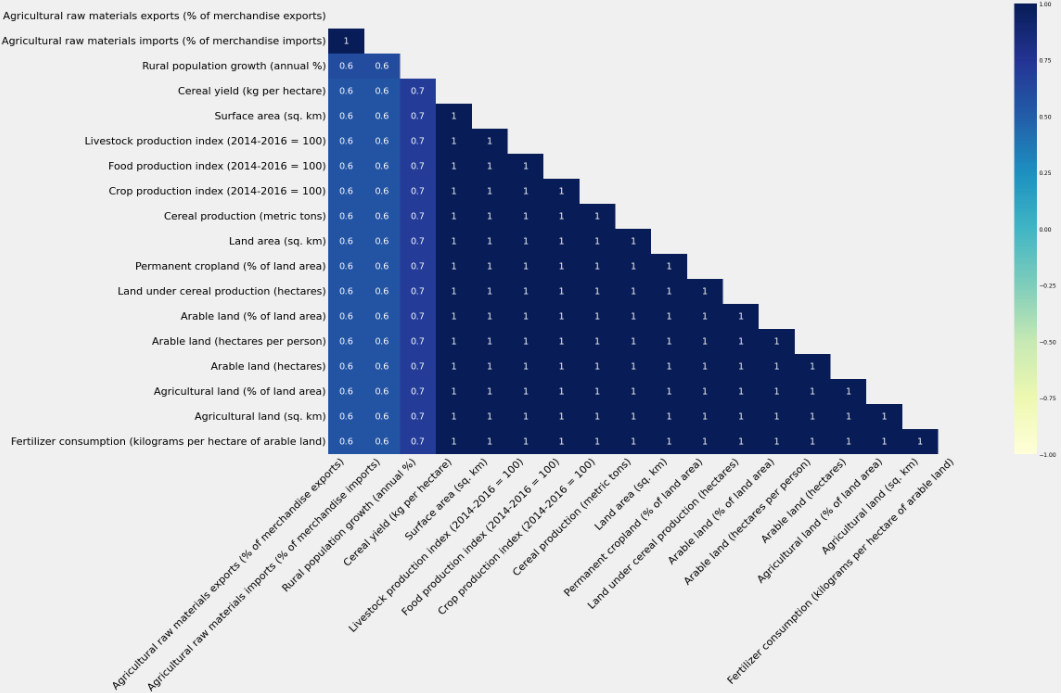 Agricultural raw materials exports (% of merchandise exports)
Agricultural raw materials imports (% of merchandise imports) 1
Rural population growth (annual %) 0.6 0.6
Cereal yield (kg per hectare) 0.6 0.6 0.7
Surface area (sq. km) 0.6 0.6 0.7 1
Livestock production index (2014-2016 = 100) 0.6 0.6 0.7 1 1
Food production index (2014-2016 = 100) 0.6 0.6 0.7 1 1 1
Crop production index (2014-2016 = 100) 0.6 0.6 0.7 1 1 1 1
Cereal production (metric tons) 0.6 0.6 0.7 1 1 1 1 1
Land area (sq. km) 0.6 0.6 0.7 1 1 1 1 1 1
Permanent cropland (% of land area) 0.6 0.6 0.7 1 1 1 1 1 1 1
Land under cereal production (hectares) 0.6 0.6 0.7 1 1 1 1 1 1 1 1
Arable land (% of land area) 0.6 0.6 0.7 1 1 1 1 1 1 1 1 1
Arable land (hectares per person) 0.6 0.6 0.7 1 1 1 1 1 1 1 1 1 1
Arable land (hectares) 0.6 0.6 0.7 1 1 1 1 1 1 1 1 1 1 1
Agricultural land (% of land area) 0.6 0.6 0.7 1 1 1 1 1 1 1 1 1 1 1 1
Agricultural land (sq. km) 0.6 0.6 0.7 1 1 1 1 1 1 1 1 1 1 1 1 1
Fertilizer consumption (kilograms per hectare of arable land) 0.6 0.6 0.7 1 1 1 1 1 1 1 1 1 1 1 1 1 1
Agricultural raw materials exports (% of merchandise exports)
Agricultural raw materials imports (% of merchandise imports)
Rural population growth (annual %)
Cereal yield (kg per hectare)
Surface area (sq. km)
Livestock production index (2014-2016 = 100)
Food production index (2014-2016 = 100)
Crop production index (2014-2016 = 100)
Cereal production (metric tons)
Land area (sq. km)
Permanent cropland (% of land area)
Land under cereal production (hectares)
Arable land (% of land area)
Arable land (hectares per person)
Arable land (hectares)
Agricultural land (% of land area)
Agricultural land (sq. km)
Fertilizer consumption (kilograms per hectare of arable land)
1.00
0.75
0.50
0.25
0.00
−0.25
−0.50
−0.75
−1.00